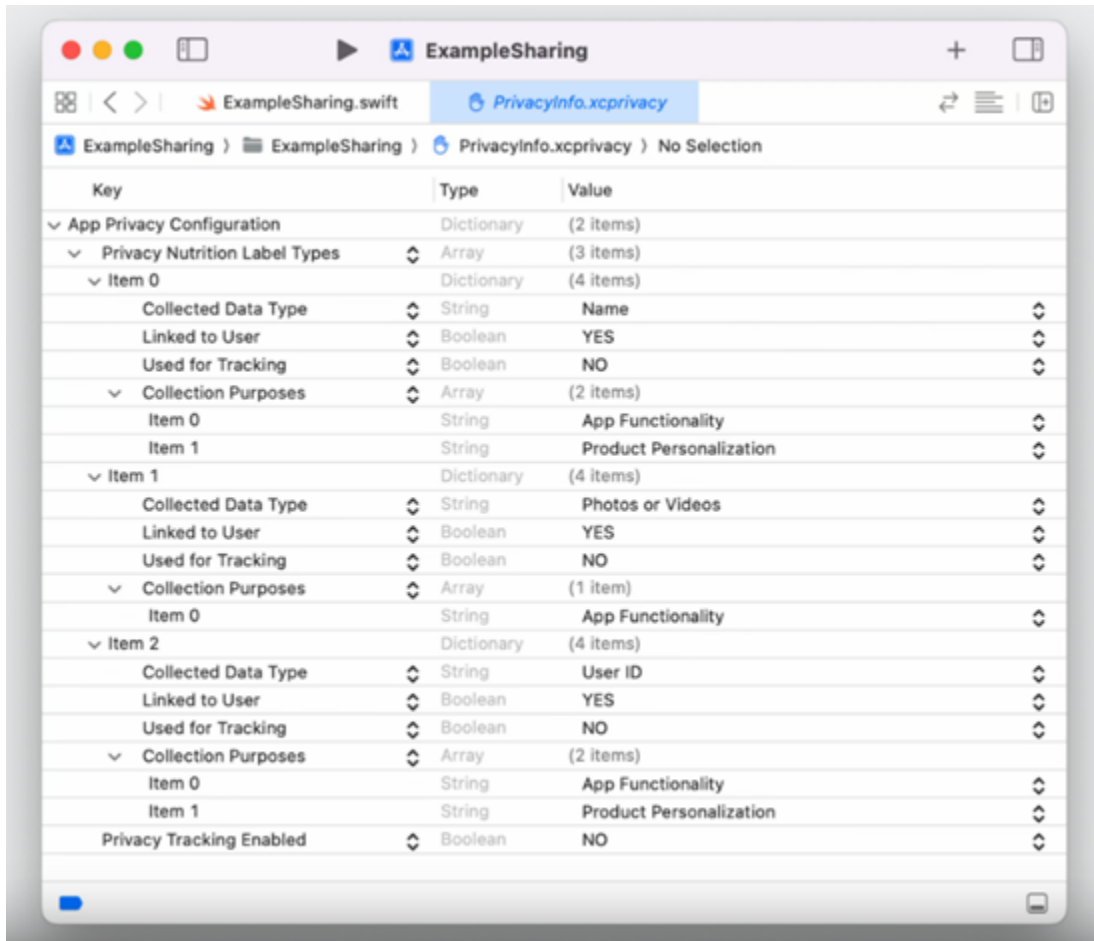 ExampleSharing
ExampleSharing.swift PrivacyInfo.xcprivacy
ExampleSharing ExampleSharing PrivacyInfo.xcprivacy No Selection
Key Type Value
App Privacy Configuration Dictionary (2 items)
Privacy Nutrition Label Types Array (3 items)
Item 0 Dictionary (4 items)
Collected Data Type String Name
Linked to User Boolean YES
Used for Tracking Boolean NO
Collection Purposes Array (2 items)
Item 0 String App Functionality
Item 1 String Product Personalization
Item 1 Dictionary (4 items)
Collected Data Type String Photos or Videos
Linked to User Boolean YES
Used for Tracking Boolean NO
Collection Purposes Array (1 item)
Item 0 String App Functionality
Item 2 Dictionary (4 items)
Collected Data Type String User ID
Linked to User Boolean YES
Used for Tracking Boolean NO
Collection Purposes Array (2 items)
Item 0 String App Functionality
Item 1 String Product Personalization
Privacy Tracking Enabled Boolean NO